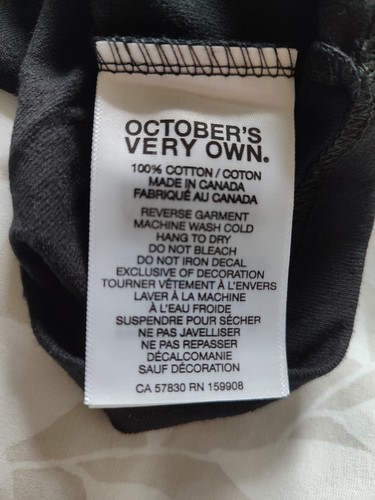 OCTOBER'S
VERY OWN.
100% COTTON / COTON
MADE IN CANADA
FABRIQUÉ AU CANADA
REVERSE GARMENT
MACHINE WASH COLD
HANG TO DRY
DO NOT BLEACH
DO NOT IRON DECAL
EXCLUSIVE OF DECORATION
TOURNER VÊTEMENT À L'ENVERS
LAVER À LA MACHINE
À L'EAU FROIDE
SUSPENDRE POUR SÉCHER
NE PAS JAVELLISER
NE PAS REPASSER
DÉCALCOMANIE
SAUF DÉCORATION
CA 57830 RN 159908